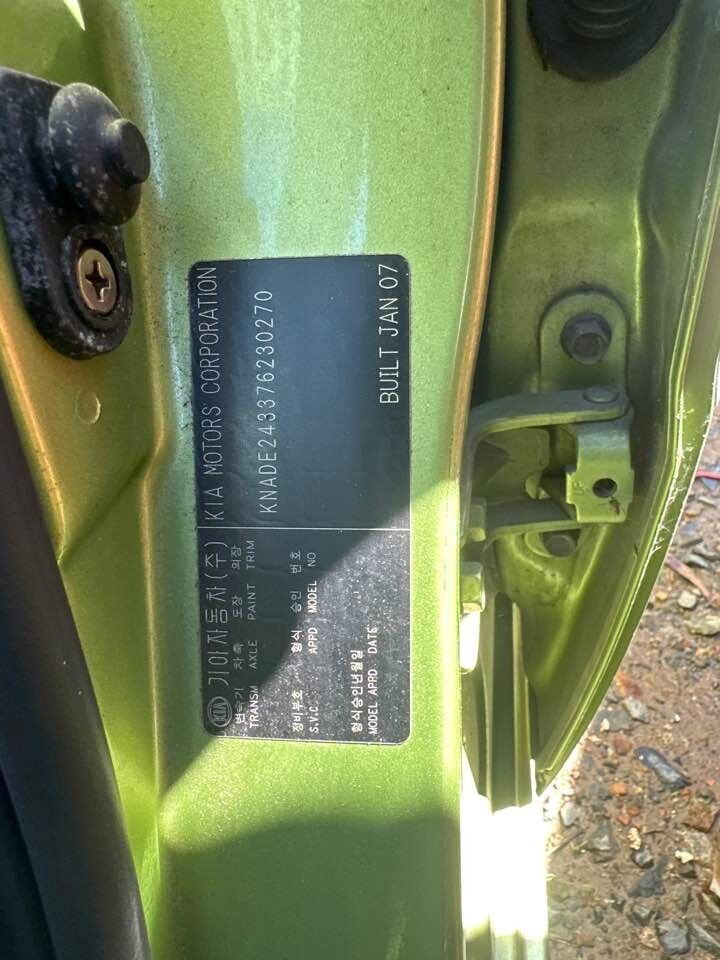 KIA 기아자동차(주) KIA MOTORS CORPORATION
변속기 차축 도장 의장
TRANSM AXLE PAINT TRIM
KNADE243376230270
정비부호 형식 승인 번호
S.V.C. APPD MODEL NO
형식승인년월일
MODEL APPD DATE
BUILT JAN 07